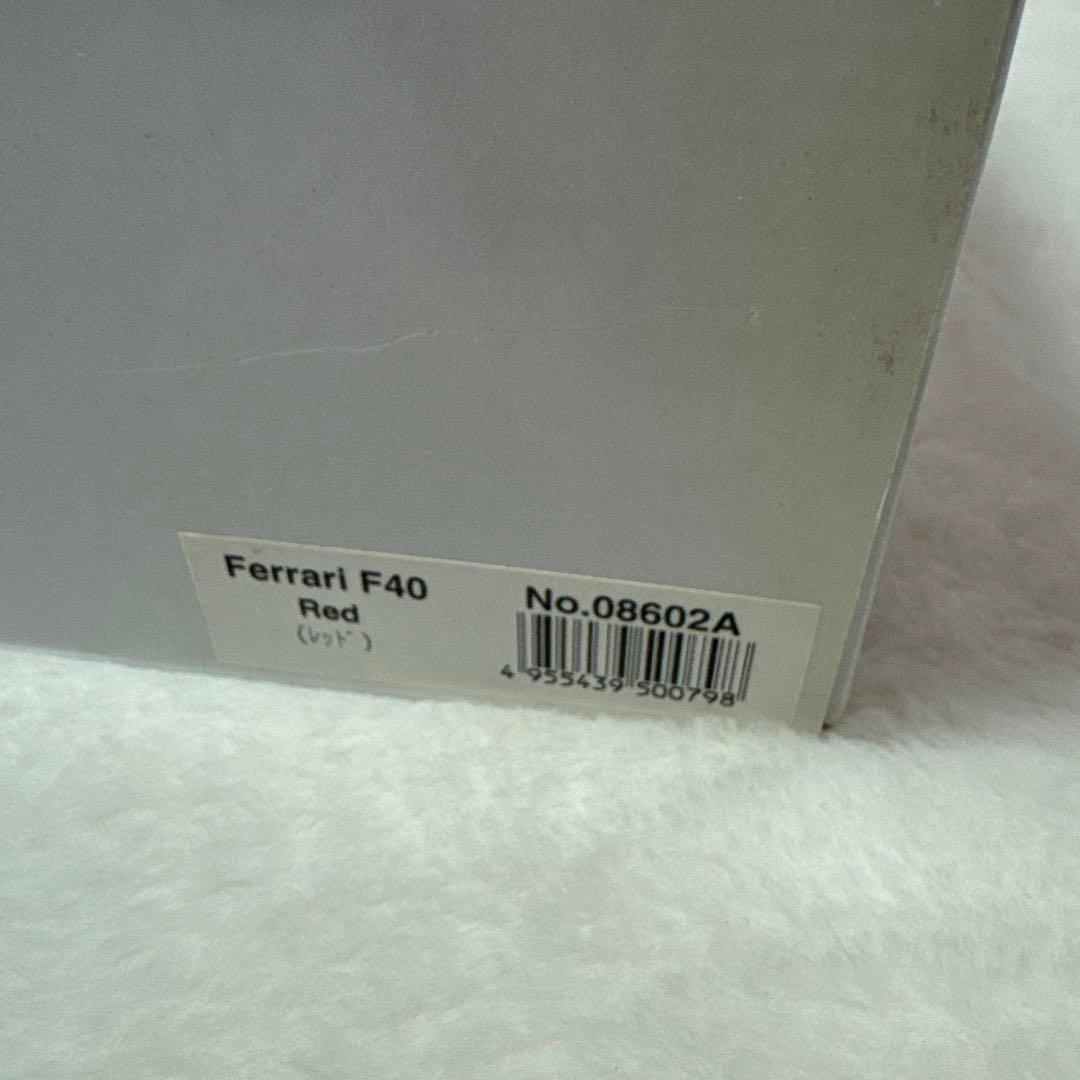 Ferrari F40
Red
(ﾚｯﾄﾞ)
No.08602A
4 955439 500798